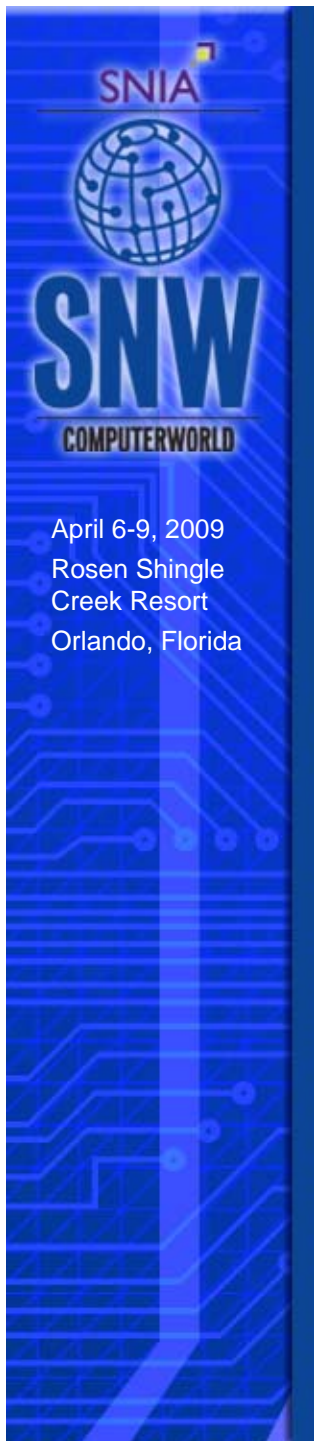 SNIA
SNW
COMPUTERWORLD
April 6-9, 2009
Rosen Shingle
Creek Resort
Orlando, Florida